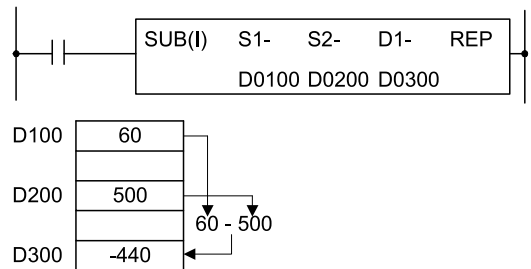 SUB(I) S1- S2- D1- REP
D0100 D0200 D0300
D100 60
D200 500
60 - 500
D300 -440